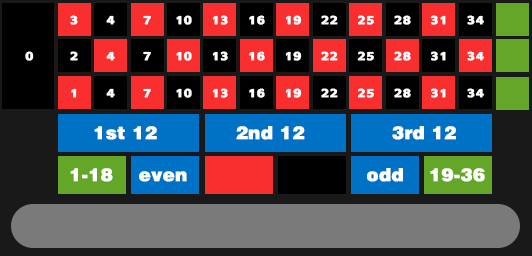 3 4 7 10 13 16 19 22 25 28 31 34
0 2 4 7 10 13 16 19 22 25 28 31 34
1 4 7 10 13 16 19 22 25 28 31 34
1st 12 2nd 12 3rd 12
1-18 even odd 19-36